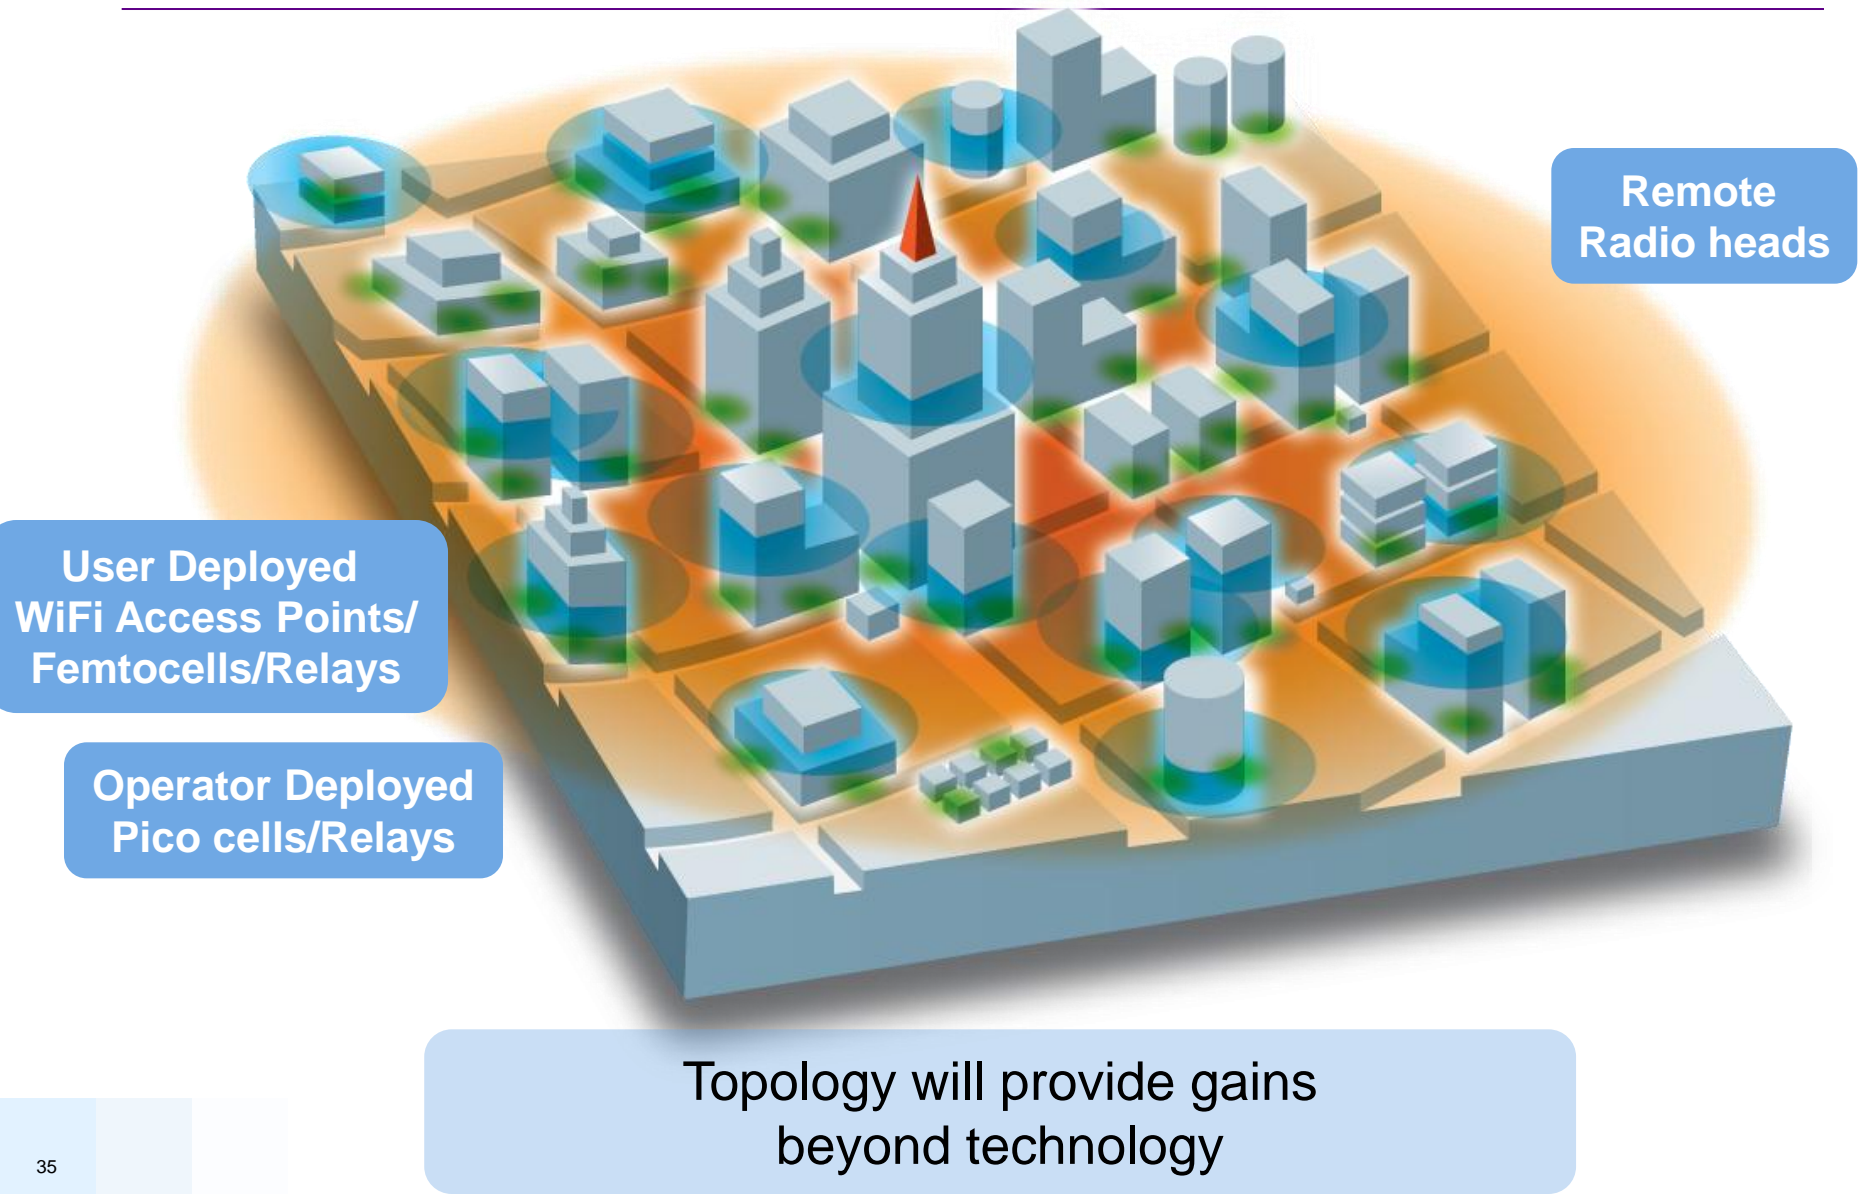 Remote
Radio heads
User Deployed
WiFi Access Points/
Femtocells/Relays
Operator Deployed
Pico cells/Relays
Topology will provide gains
beyond technology
35